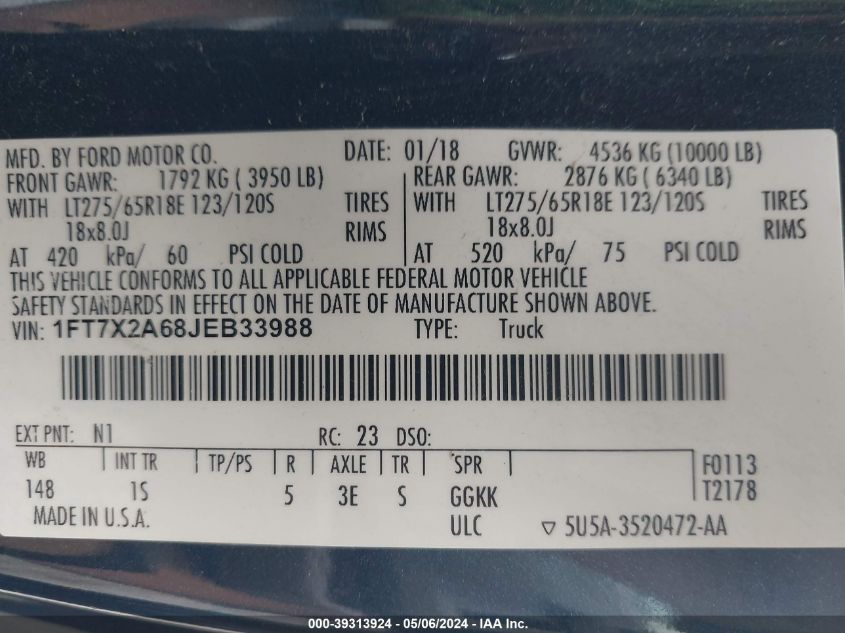 MFD. BY FORD MOTOR CO. DATE: 01/18 GVWR: 4536 KG (10000 LB)
FRONT GAWR: 1792 KG ( 3950 LB) REAR GAWR: 2876 KG ( 6340 LB)
WITH LT275/65R18E 123/120S TIRES WITH LT275/65R18E 123/120S TIRES
18x8.0J RIMS 18x8.0J RIMS
AT 420 kPa/ 60 PSI COLD AT 520 kPa/ 75 PSI COLD
THIS VEHICLE CONFORMS TO ALL APPLICABLE FEDERAL MOTOR VEHICLE
SAFETY STANDARDS IN EFFECT ON THE DATE OF MANUFACTURE SHOWN ABOVE.
VIN: 1FT7X2A68JEB33988 TYPE: Truck
EXT PNT: N1 RC: 23 DSO:
WB INT TR TP/PS R AXLE TR SPR F0113
148 1S 5 3E S GGKK T2178
MADE IN U.S.A. ULC 5U5A-3520472-AA
000-39313924 - 05/06/2024 - IAA Inc.